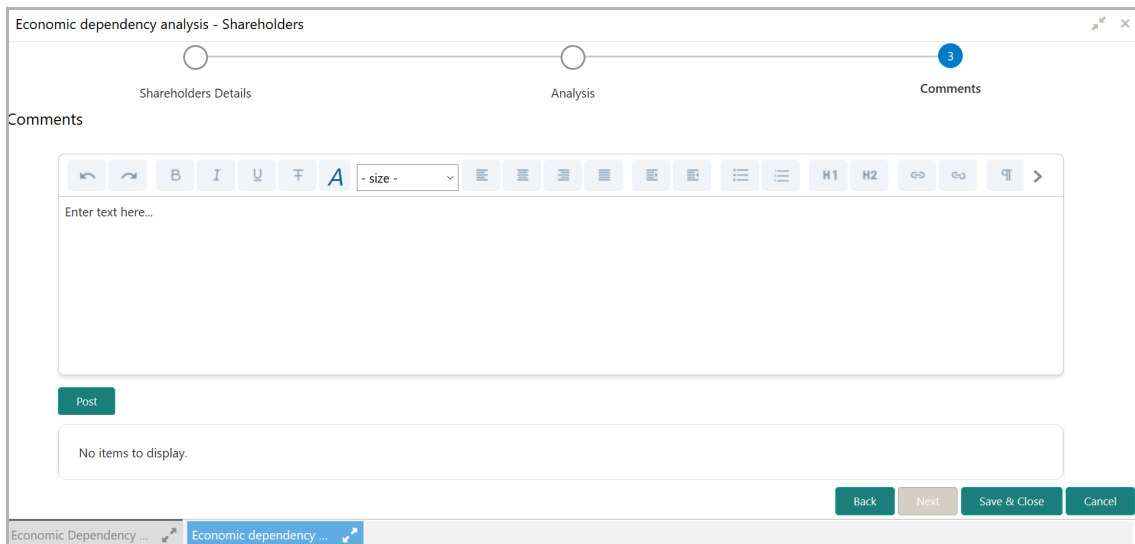 Economic dependency analysis - Shareholders
3
Shareholders Details Analysis Comments
Comments
B I U T A - size - H1 H2 ¶
Enter text here...
Post
No items to display.
Back Next Save & Close Cancel
Economic Dependency ... Economic dependency ...